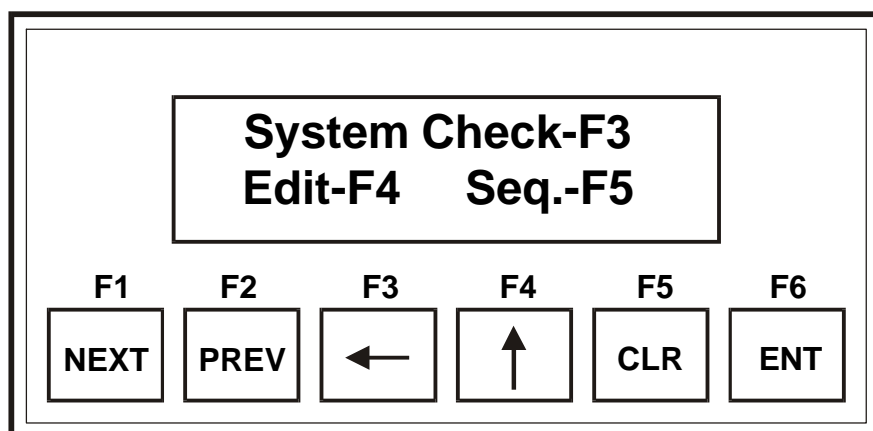 System Check-F3
Edit-F4 Seq.-F5
F1 F2 F3 F4 F5 F6
NEXT PREV CLR ENT